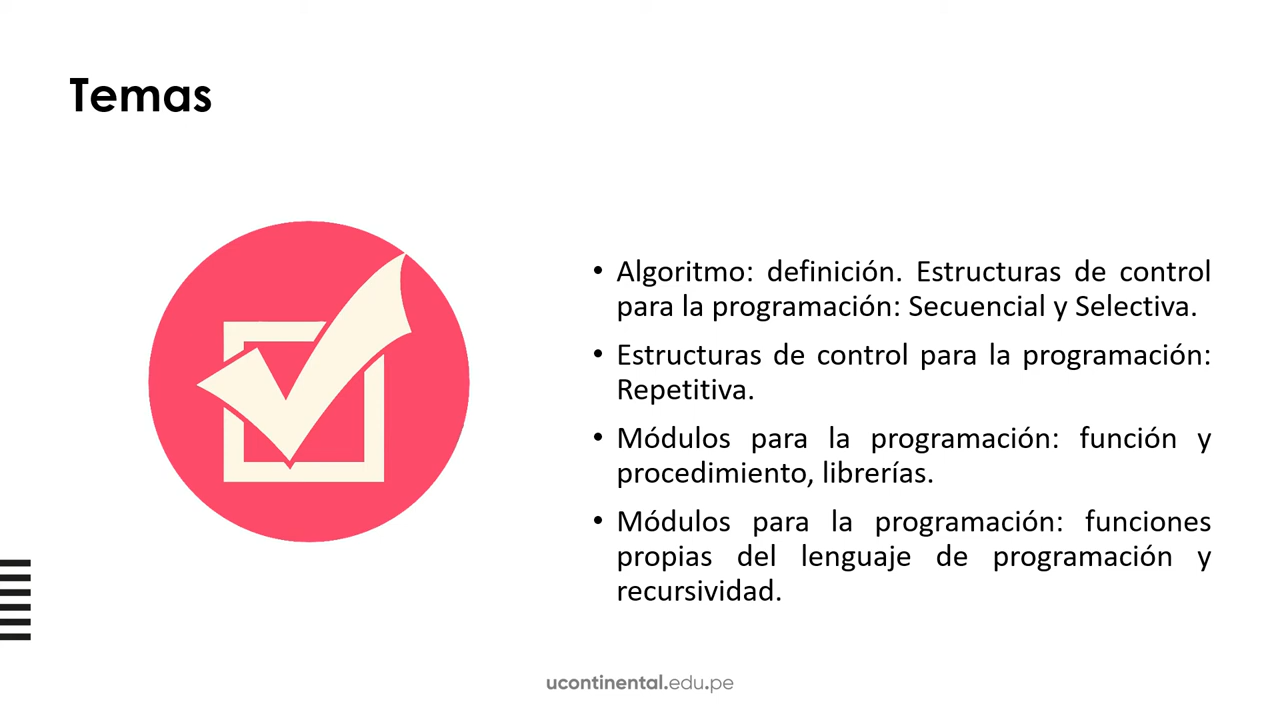 Temas
• Algoritmo: definición. Estructuras de control
para la programación: Secuencial y Selectiva.
• Estructuras de control para la programación:
Repetitiva.
• Módulos para la programación: función y
procedimiento, librerías.
• Módulos para la programación: funciones
propias del lenguaje de programación y
recursividad.
ucontinental.edu.pe